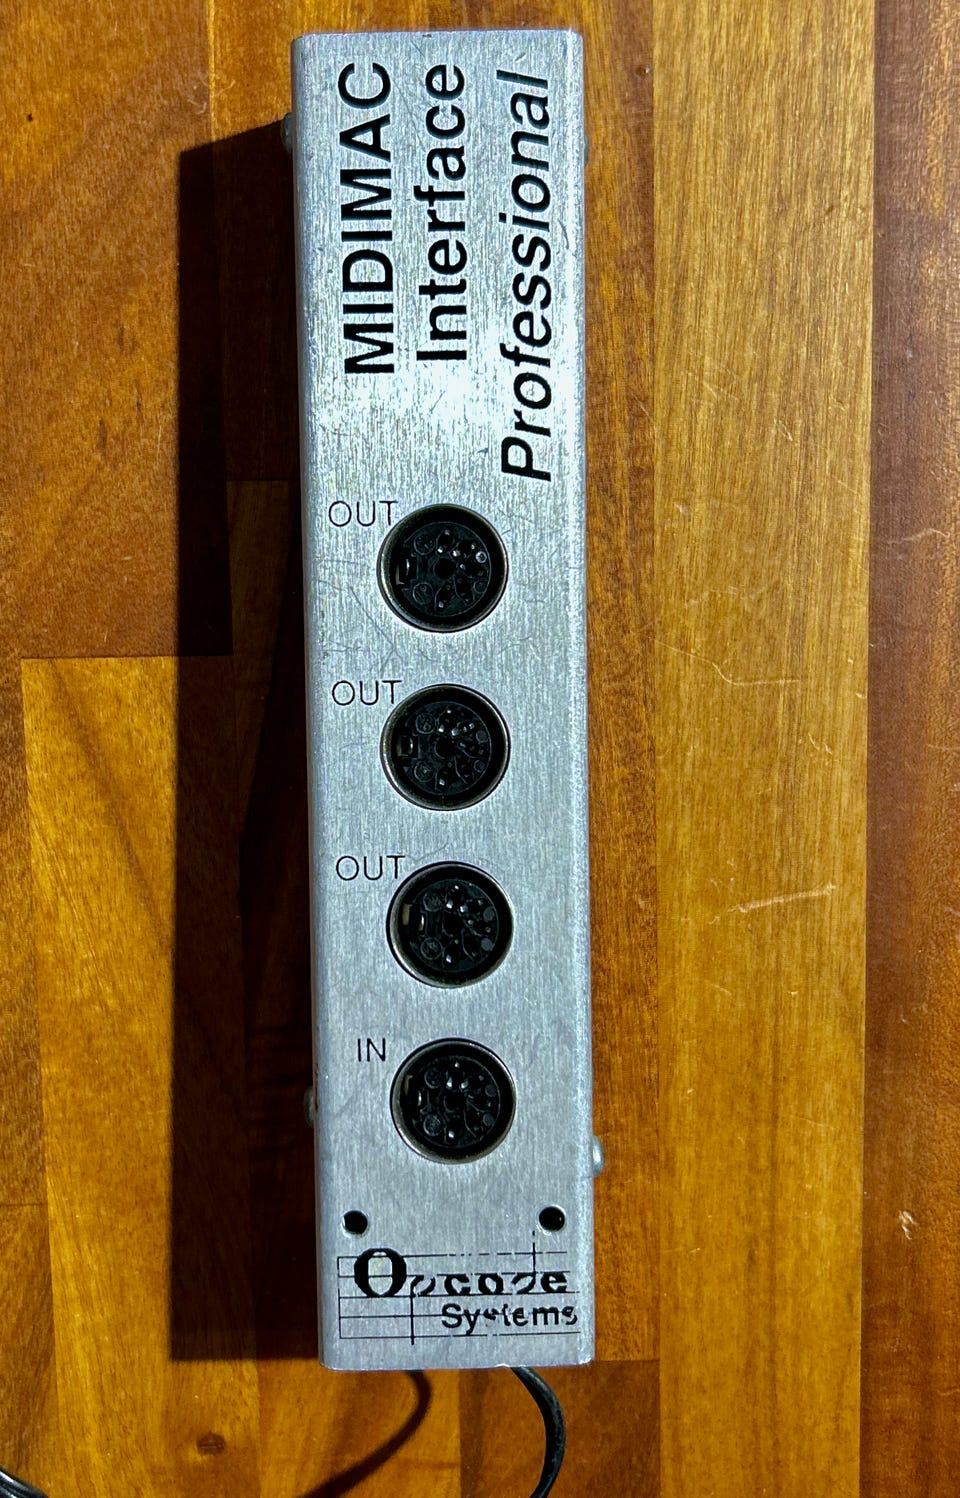 MIDIMAC
Interface
Professional
OUT
OUT
OUT
IN
Opcode
Systems